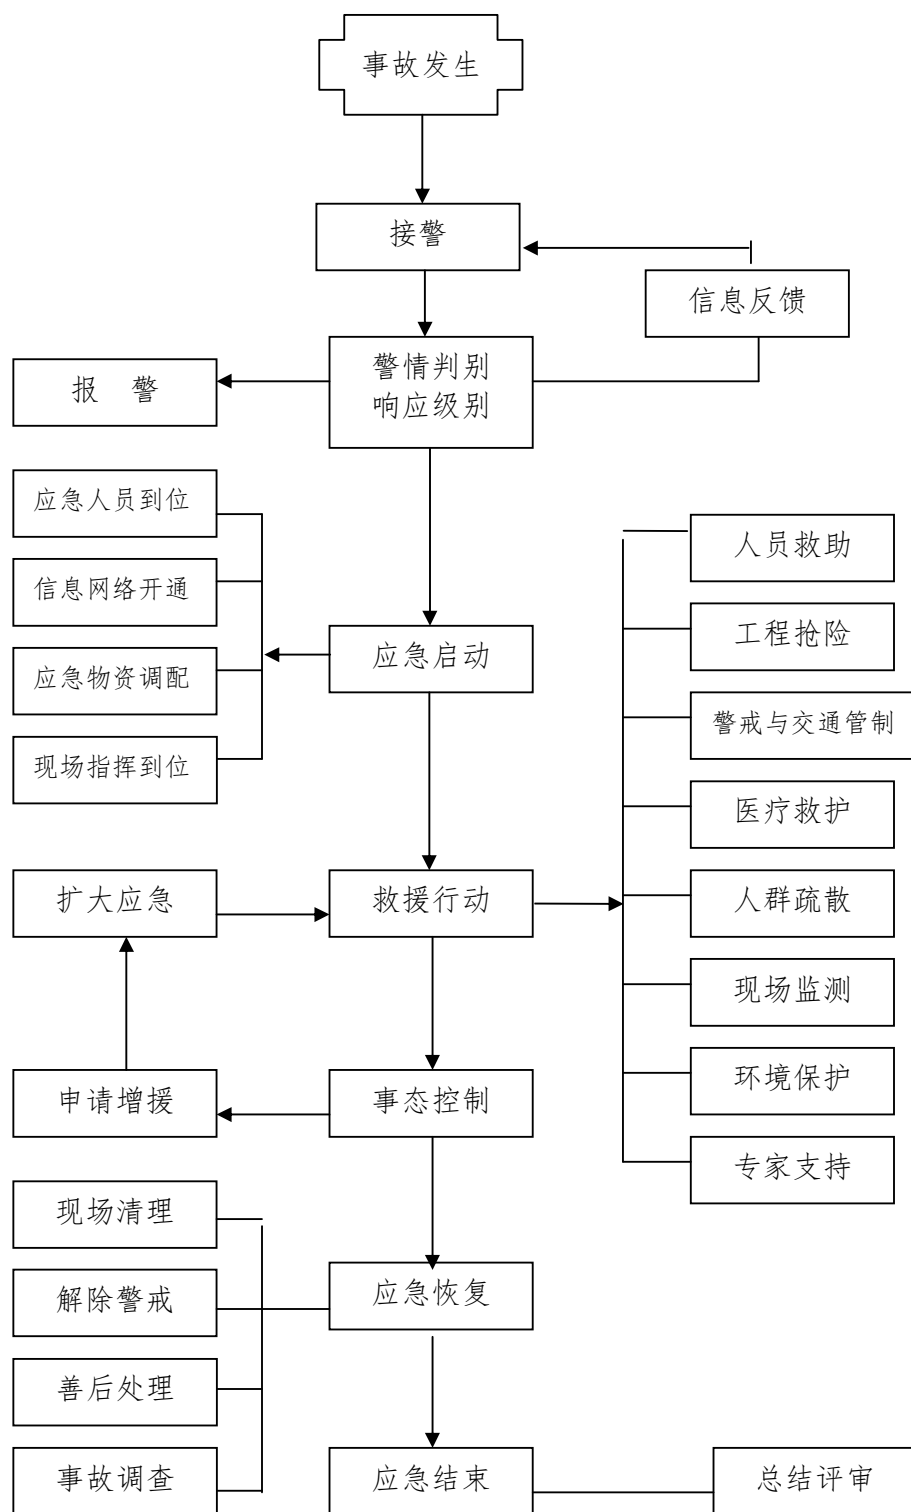 事故发生
接警
信息反馈
警情判别
响应级别
报　警
应急人员到位
信息网络开通
应急物资调配
现场指挥到位
应急启动
人员救助
工程抢险
警戒与交通管制
医疗救护
人群疏散
现场监测
环境保护
专家支持
扩大应急
救援行动
申请增援
事态控制
现场清理
解除警戒
善后处理
事故调查
应急恢复
应急结束
总结评审